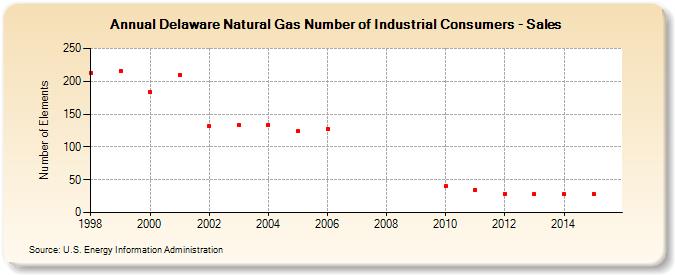 Annual Delaware Natural Gas Number of Industrial Consumers - Sales
Number of Elements
250
200
150
100
50
0
1998 2000 2002 2004 2006 2008 2010 2012 2014
Source: U.S. Energy Information Administration